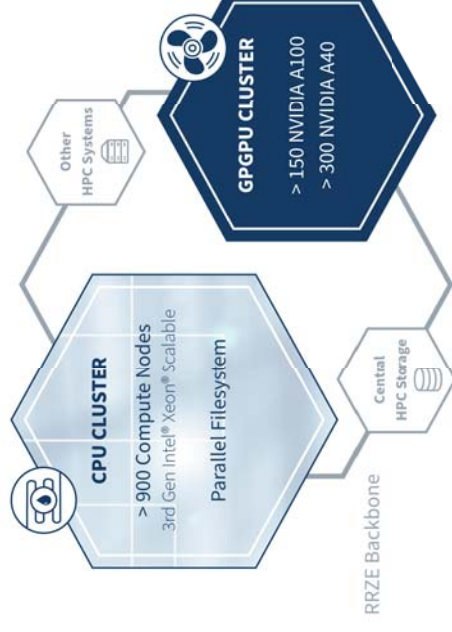 CPU CLUSTER
> 900 Compute Nodes
3rd Gen Intel® Xeon® Scalable
Parallel Filesystem
Other
HPC Systems
GPGPU CLUSTER
> 150 NVIDIA A100
> 300 NVIDIA A40
Central
HPC Storage
RRZE Backbone